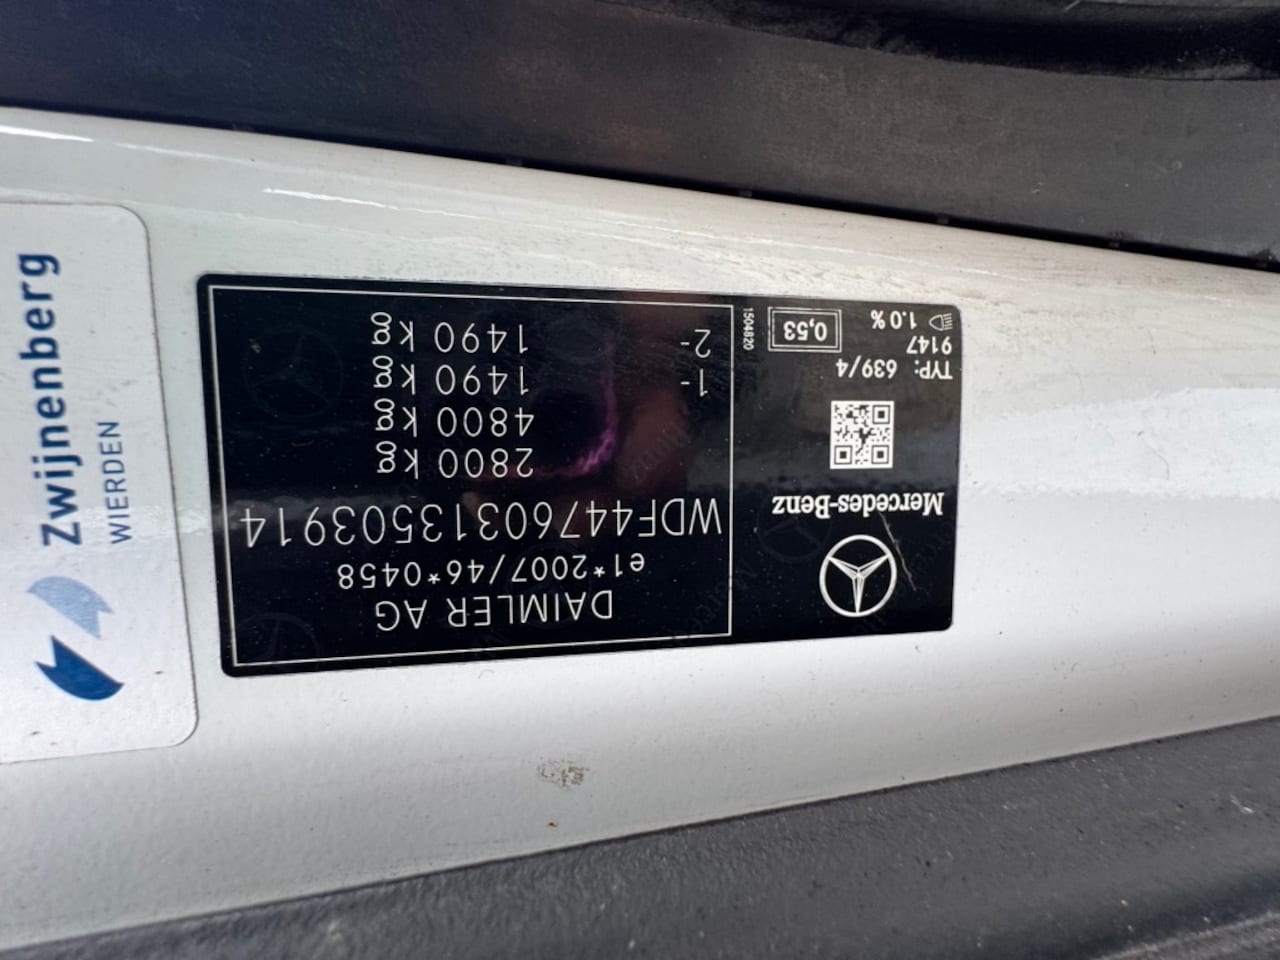 DAIMLER AG
e1*2007/46*0458
WDF44760313503914
2800 kg
4800 kg
1- 1490 kg
2- 1490 kg
Mercedes-Benz
TYP: 639/4
9147
1.0 %
0,53
1504820
Zwijnenberg
WIERDEN